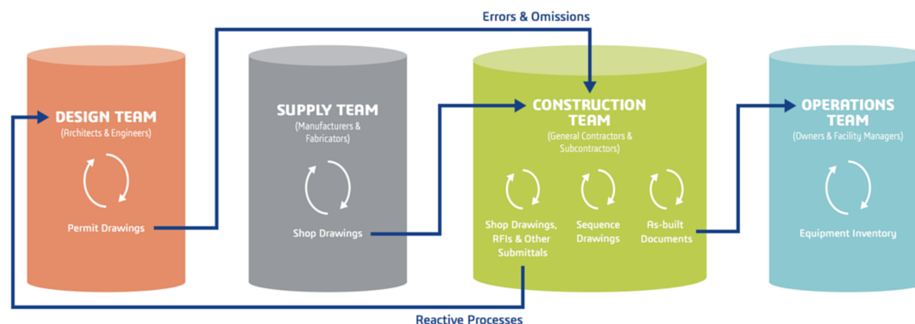 Errors & Omissions
DESIGN TEAM
(Architects & Engineers)
Permit Drawings
SUPPLY TEAM
(Manufacturers &
Fabricators)
Shop Drawings
CONSTRUCTION
TEAM
(General Contractors &
Subcontractors)
Shop Drawings,
RFIs & Other
Submittals
Sequence
Drawings
As-built
Documents
OPERATIONS
TEAM
(Owners & Facility Managers)
Equipment Inventory
Reactive Processes